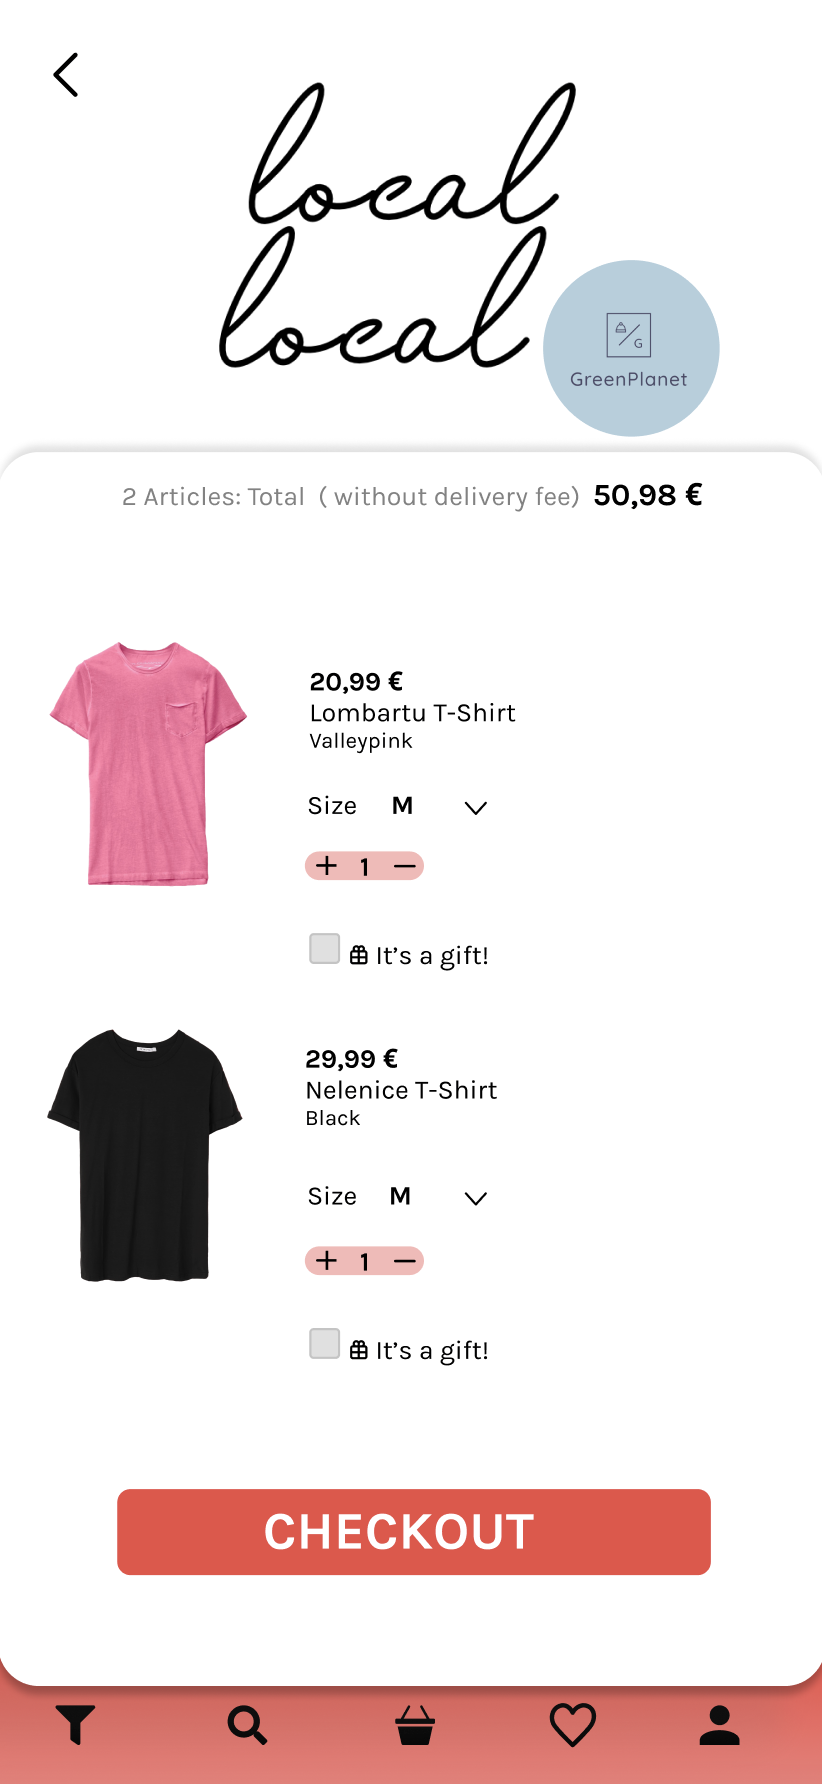 local
local
G
GreenPlanet
2 Articles: Total ( without delivery fee) 50,98 €
20,99 €
Lombartu T-Shirt
Valleypink
Size M
+ 1 −
It's a gift!
29,99 €
Nelenice T-Shirt
Black
Size M
+ 1 −
It's a gift!
CHECKOUT